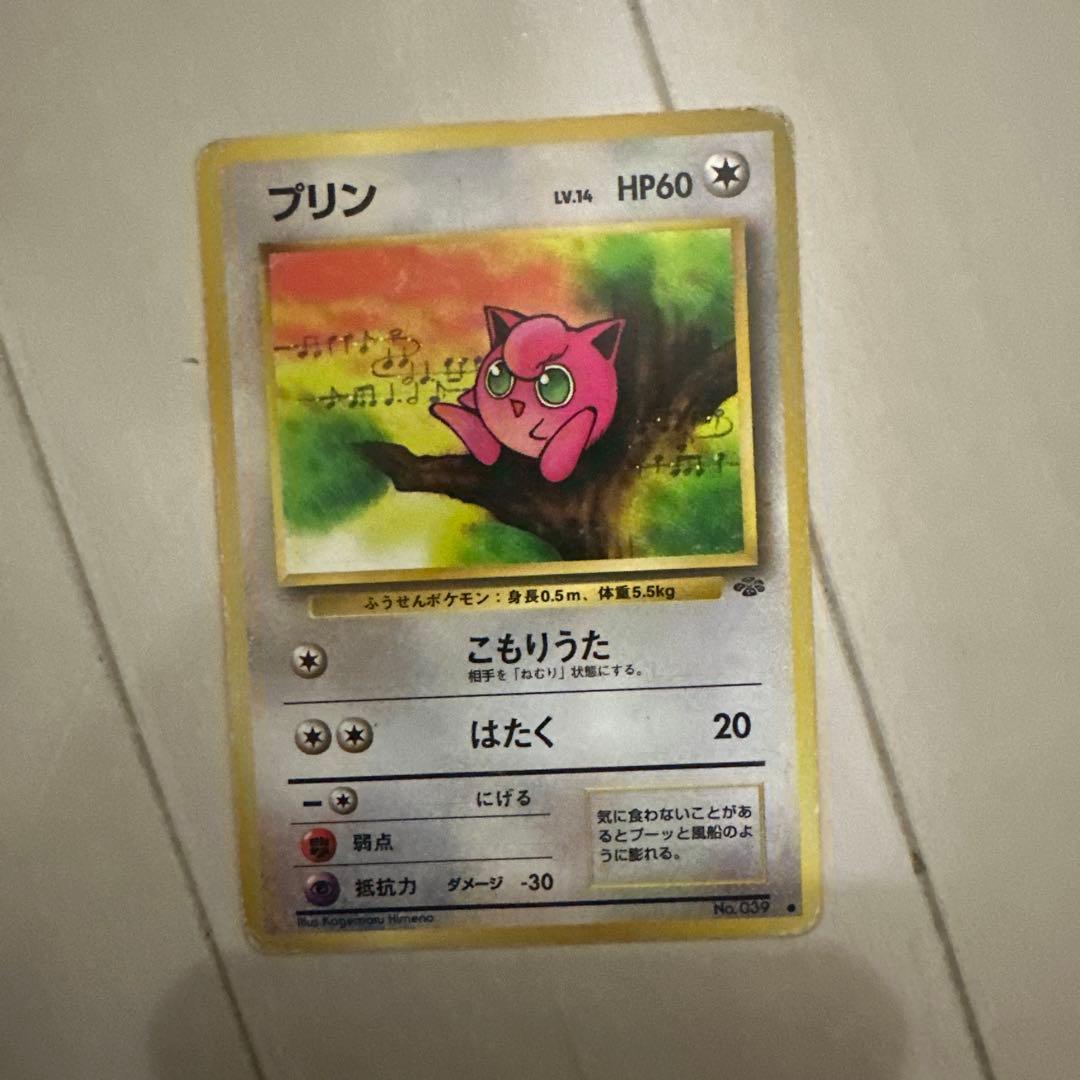 プリン LV.14 HP60
ふうせんポケモン：身長0.5m、体重5.5kg
こもりうた
相手を「ねむり」状態にする。
はたく 20
− にげる
弱点
抵抗力 ダメージ -30
気に食わないことがあ
るとプーッと風船のよ
うに膨れる。
Illus Kagemaru Himeno
No.039